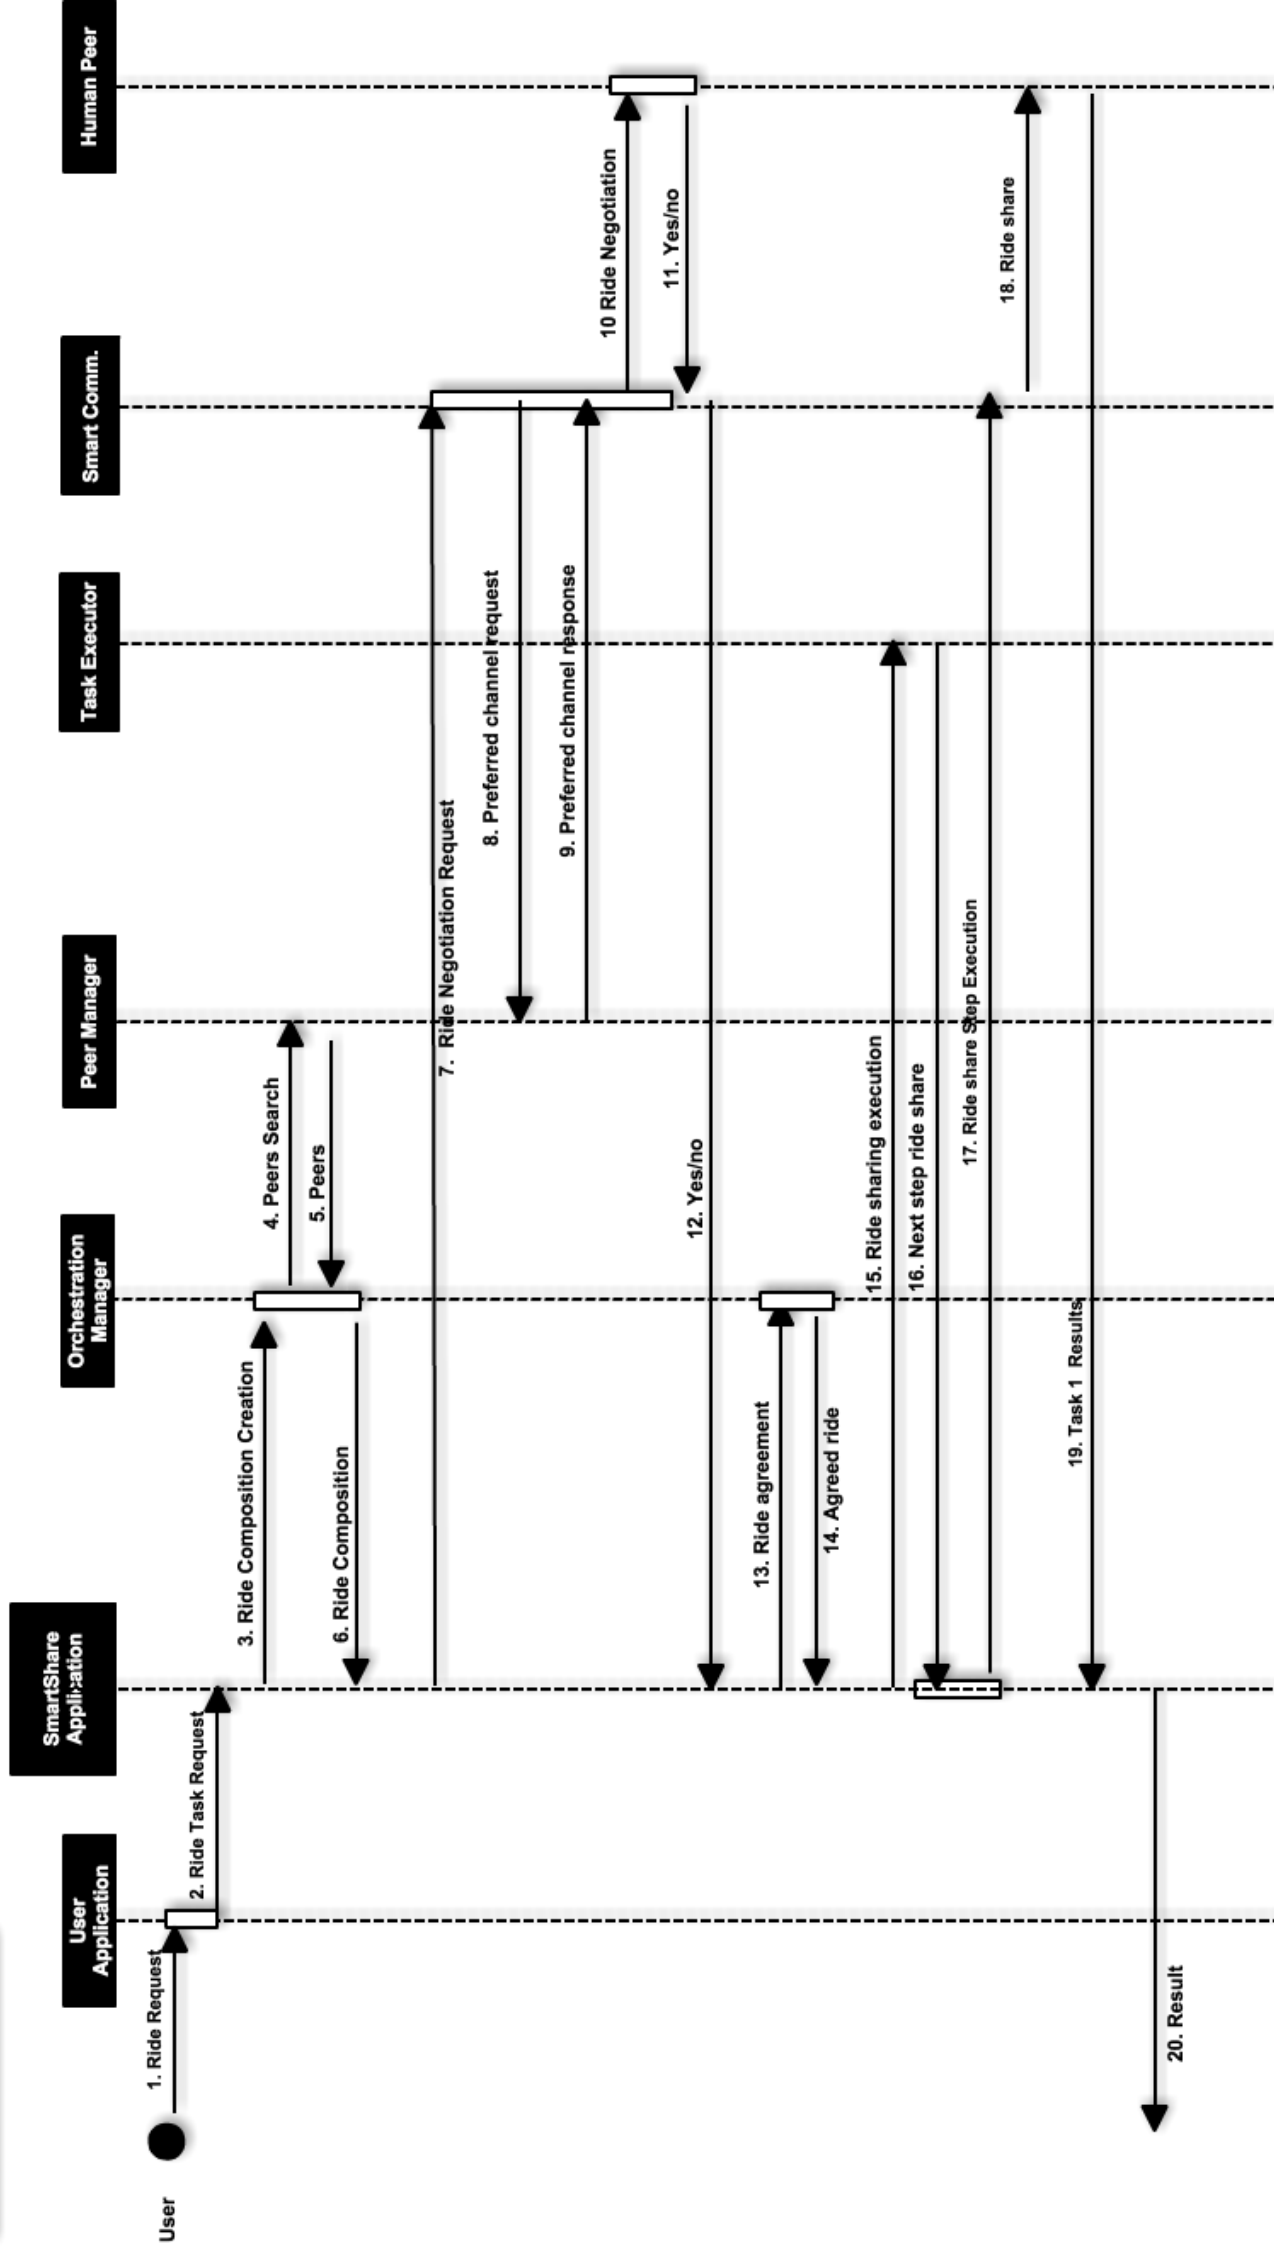 User
User
Application
SmartShare
Application
Orchestration
Manager
Peer Manager
Task Executor
Smart Comm.
Human Peer
1. Ride Request
2. Ride Task Request
3. Ride Composition Creation
4. Peers Search
5. Peers
6. Ride Composition
7. Ride Negotiation Request
8. Preferred channel request
9. Preferred channel response
10 Ride Negotiation
11. Yes/no
12. Yes/no
13. Ride agreement
14. Agreed ride
15. Ride sharing execution
16. Next step ride share
17. Ride share Step Execution
18. Ride share
19. Task 1 Results
20. Result